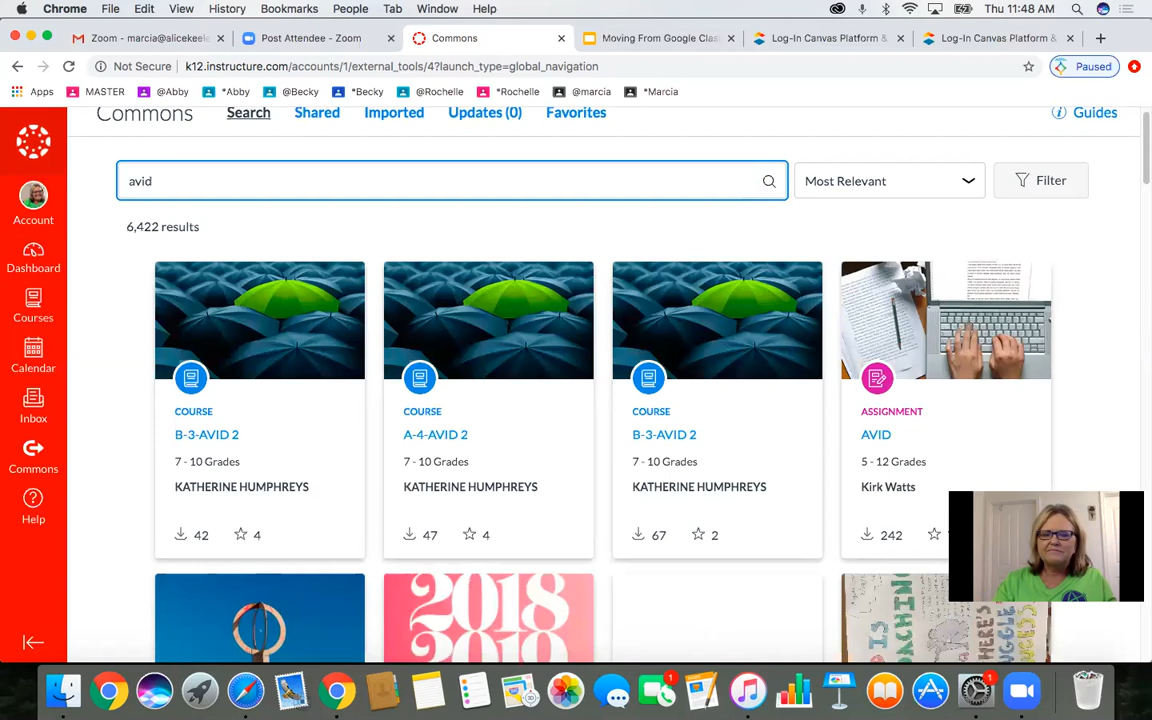 Chrome File Edit View History Bookmarks People Tab Window Help Thu 11:48 AM
Zoom - marcia@alicekeel Post Attendee - Zoom Commons Moving From Google Clas Log-In Canvas Platform & Log-In Canvas Platform &
Not Secure k12.instructure.com/accounts/1/external_tools/4?launch_type=global_navigation Paused
Apps MASTER @Abby *Abby @Becky *Becky @Rochelle *Rochelle @marcia *Marcia
Commons Search Shared Imported Updates (0) Favorites Guides
avid Most Relevant Filter
6,422 results
Account
Dashboard
Courses
Calendar
Inbox
Commons
Help
COURSE
B-3-AVID 2
7 - 10 Grades
KATHERINE HUMPHREYS
42 4
COURSE
A-4-AVID 2
7 - 10 Grades
KATHERINE HUMPHREYS
47 4
COURSE
B-3-AVID 2
7 - 10 Grades
KATHERINE HUMPHREYS
67 2
ASSIGNMENT
AVID
5 - 12 Grades
Kirk Watts
242
2018
IS
1
1